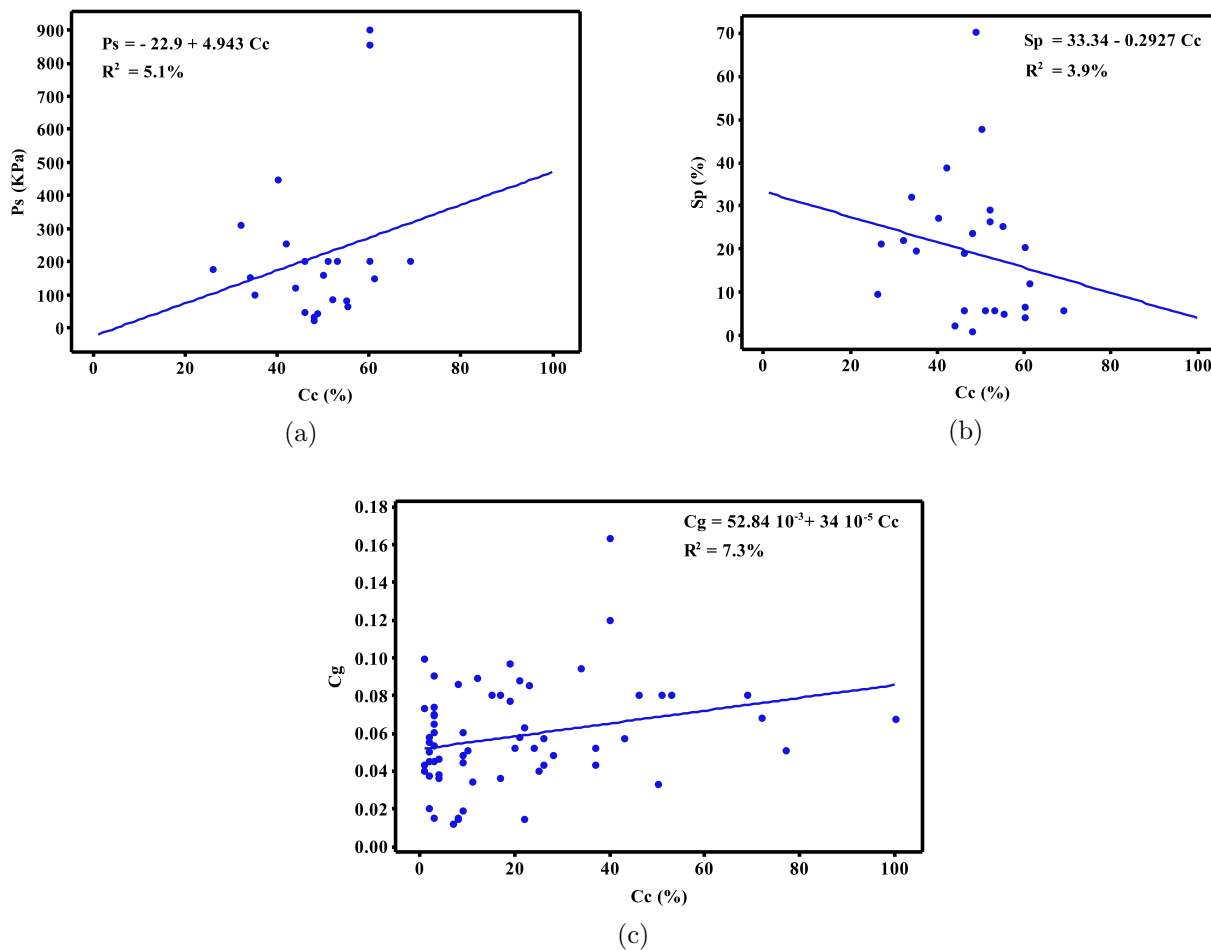 Ps = - 22.9 + 4.943 Cc
R² = 5.1%
900
800
700
600
500
400
300
200
100
0
Ps (KPa)
0 20 40 60 80 100
Cc (%)
(a)
Sp = 33.34 - 0.2927 Cc
R² = 3.9%
70
60
50
40
30
20
10
0
Sp (%)
0 20 40 60 80 100
Cc (%)
(b)
Cg = 52.84 10⁻³+ 34 10⁻⁵ Cc
R² = 7.3%
0.18
0.16
0.14
0.12
0.10
0.08
0.06
0.04
0.02
0.00
Cg
0 20 40 60 80 100
Cc (%)
(c)